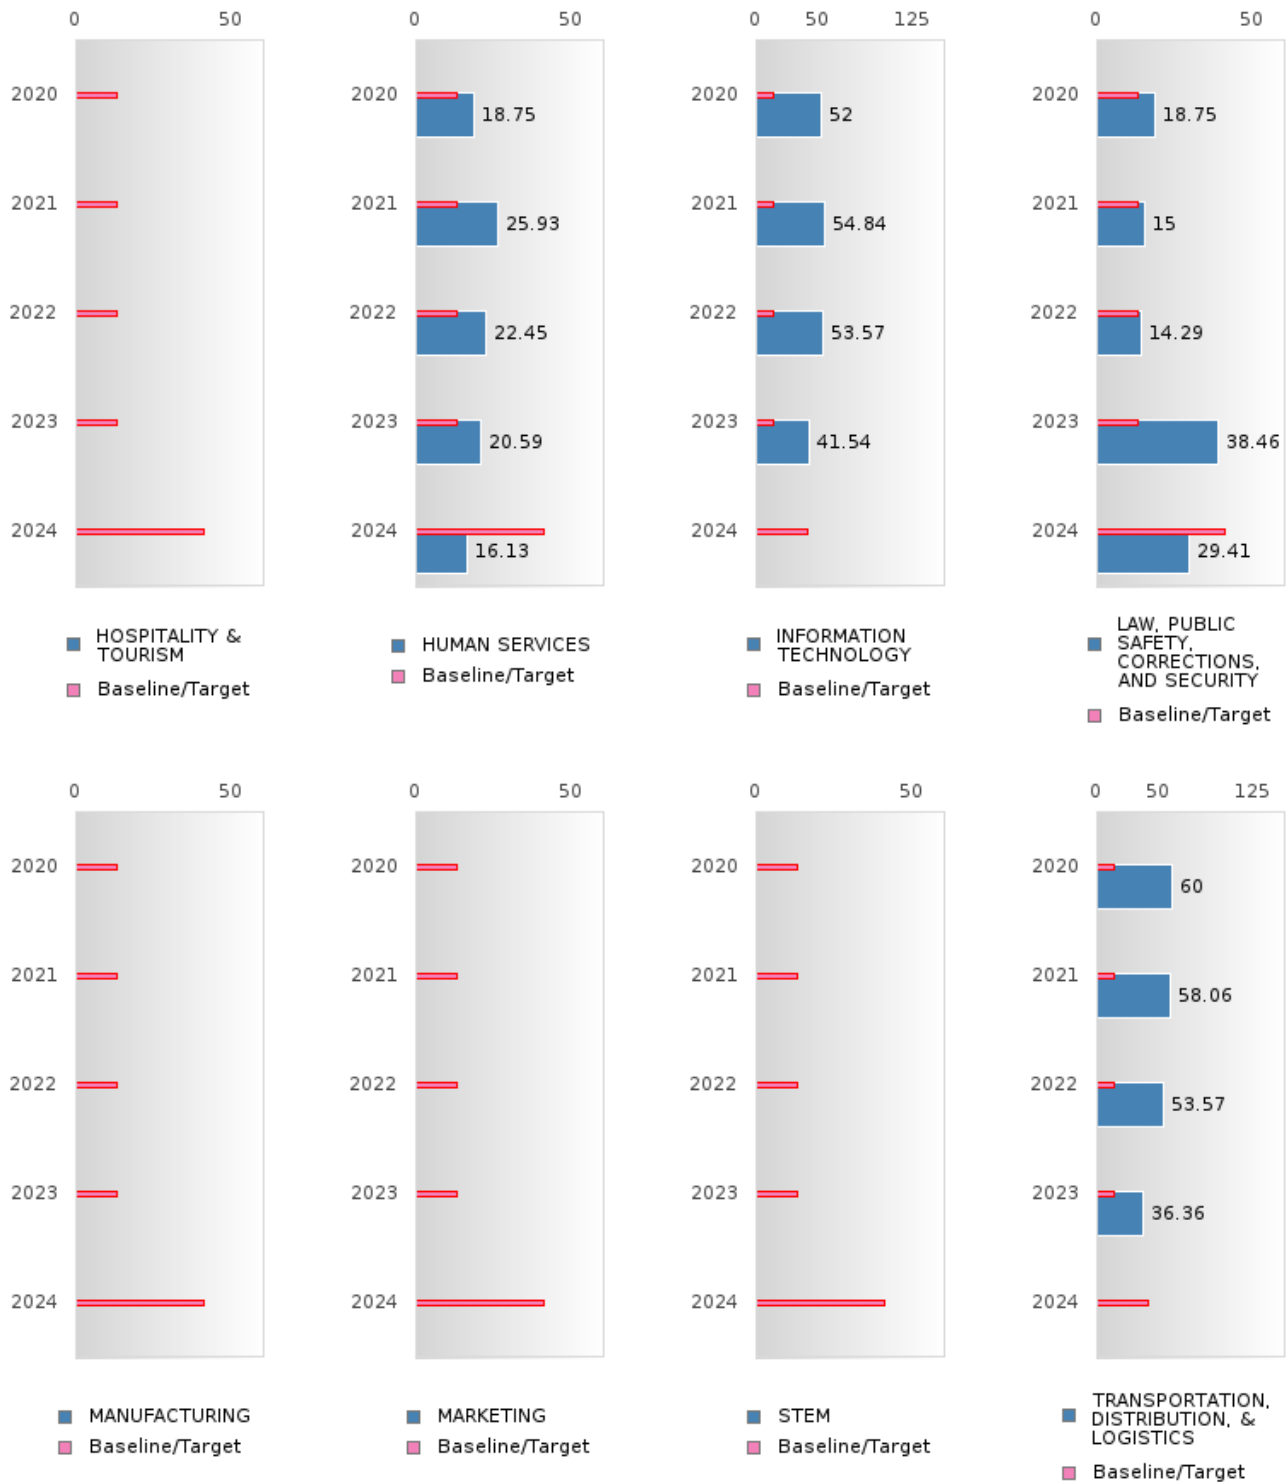 0 50
2020
2021
2022
2023
2024
HOSPITALITY &
TOURISM
Baseline/Target
0 50
2020 18.75
2021 25.93
2022 22.45
2023 20.59
2024 16.13
HUMAN SERVICES
Baseline/Target
0 50 125
2020 52
2021 54.84
2022 53.57
2023 41.54
2024
INFORMATION
TECHNOLOGY
Baseline/Target
0 50
2020 18.75
2021 15
2022 14.29
2023 38.46
2024 29.41
LAW, PUBLIC
SAFETY,
CORRECTIONS,
AND SECURITY
Baseline/Target
0 50
2020
2021
2022
2023
2024
MANUFACTURING
Baseline/Target
0 50
2020
2021
2022
2023
2024
MARKETING
Baseline/Target
0 50
2020
2021
2022
2023
2024
STEM
Baseline/Target
0 50 125
2020 60
2021 58.06
2022 53.57
2023 36.36
2024
TRANSPORTATION,
DISTRIBUTION, &
LOGISTICS
Baseline/Target